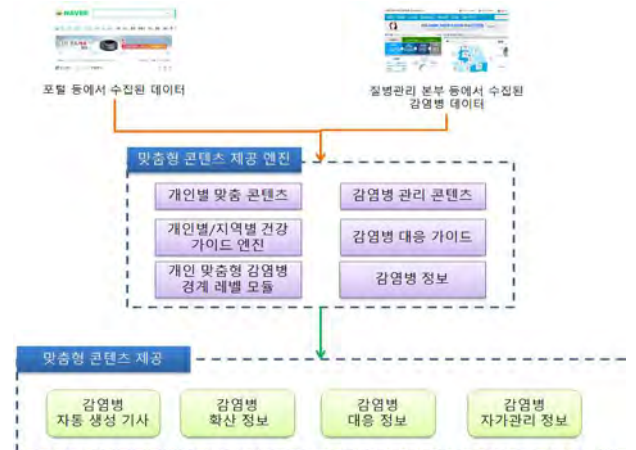 NAVER
포털 등에서 수집된 데이터
질병관리 본부 등에서 수집된
감염병 데이터
맞춤형 콘텐츠 제공 엔진
개인별 맞춤 콘텐츠
감염병 관리 콘텐츠
개인별/지역별 건강
가이드 엔진
감염병 대응 가이드
개인 맞춤형 감염병
경계 레벨 모듈
감염병 정보
맞춤형 콘텐츠 제공
감염병
자동 생성 기사
감염병
확산 정보
감염병
대응 정보
감염병
자가관리 정보